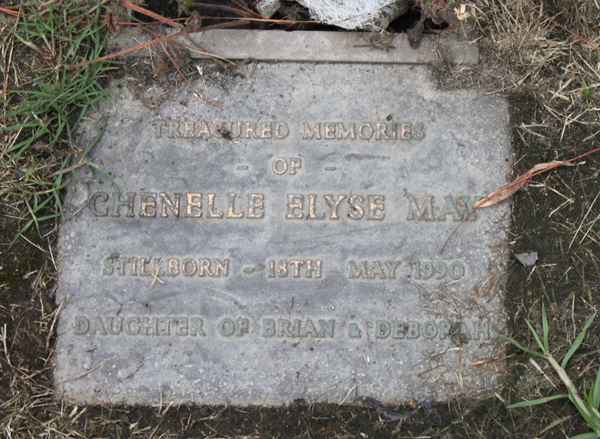 TREASURED MEMORIES
- OF -
CHENELLE ELYSE MAY
STILLBORN - 18TH MAY 1990
DAUGHTER OF BRIAN & DEBORAH